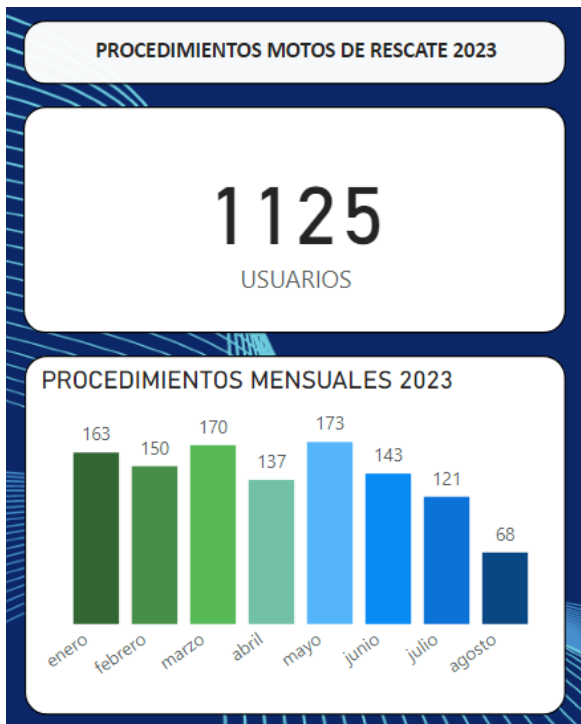 PROCEDIMIENTOS MOTOS DE RESCATE 2023
1125
USUARIOS
PROCEDIMIENTOS MENSUALES 2023
163
150
170
137
173
143
121
68
enero
febrero
marzo
abril
mayo
junio
julio
agosto